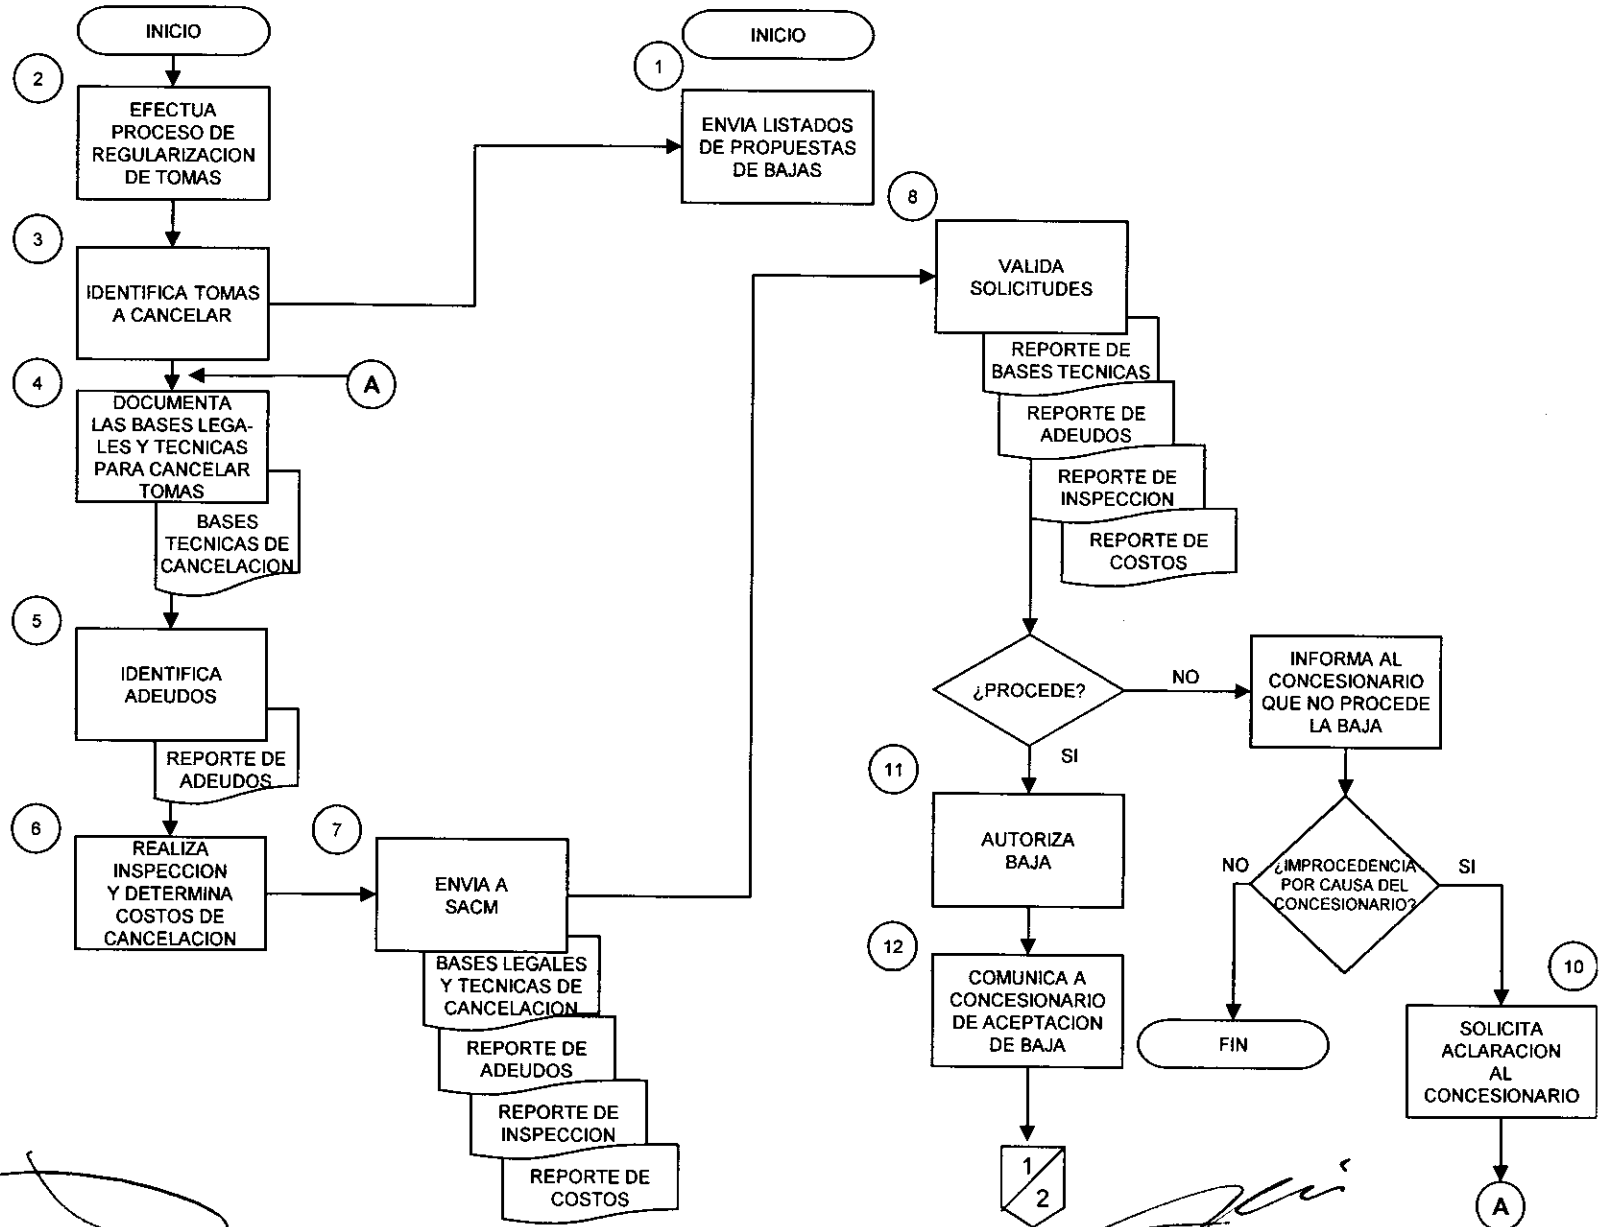 INICIO
2
EFECTUA
PROCESO DE
REGULARIZACION
DE TOMAS
3
IDENTIFICA TOMAS
A CANCELAR
4
A
DOCUMENTA
LAS BASES LEGA-
LES Y TECNICAS
PARA CANCELAR
TOMAS
BASES
TECNICAS DE
CANCELACION
5
IDENTIFICA
ADEUDOS
REPORTE DE
ADEUDOS
6
REALIZA
INSPECCION
Y DETERMINA
COSTOS DE
CANCELACION
7
ENVIA A
SACM
BASES LEGALES
Y TECNICAS DE
CANCELACION
REPORTE DE
ADEUDOS
REPORTE DE
INSPECCION
REPORTE DE
COSTOS
INICIO
1
ENVIA LISTADOS
DE PROPUESTAS
DE BAJAS
8
VALIDA
SOLICITUDES
REPORTE DE
BASES TECNICAS
REPORTE DE
ADEUDOS
REPORTE DE
INSPECCION
REPORTE DE
COSTOS
¿PROCEDE?
NO
SI
INFORMA AL
CONCESIONARIO
QUE NO PROCEDE
LA BAJA
11
AUTORIZA
BAJA
12
COMUNICA A
CONCESIONARIO
DE ACEPTACION
DE BAJA
1
2
NO
¿IMPROCEDENCIA
POR CAUSA DEL
CONCESIONARIO?
SI
FIN
10
SOLICITA
ACLARACION
AL
CONCESIONARIO
A